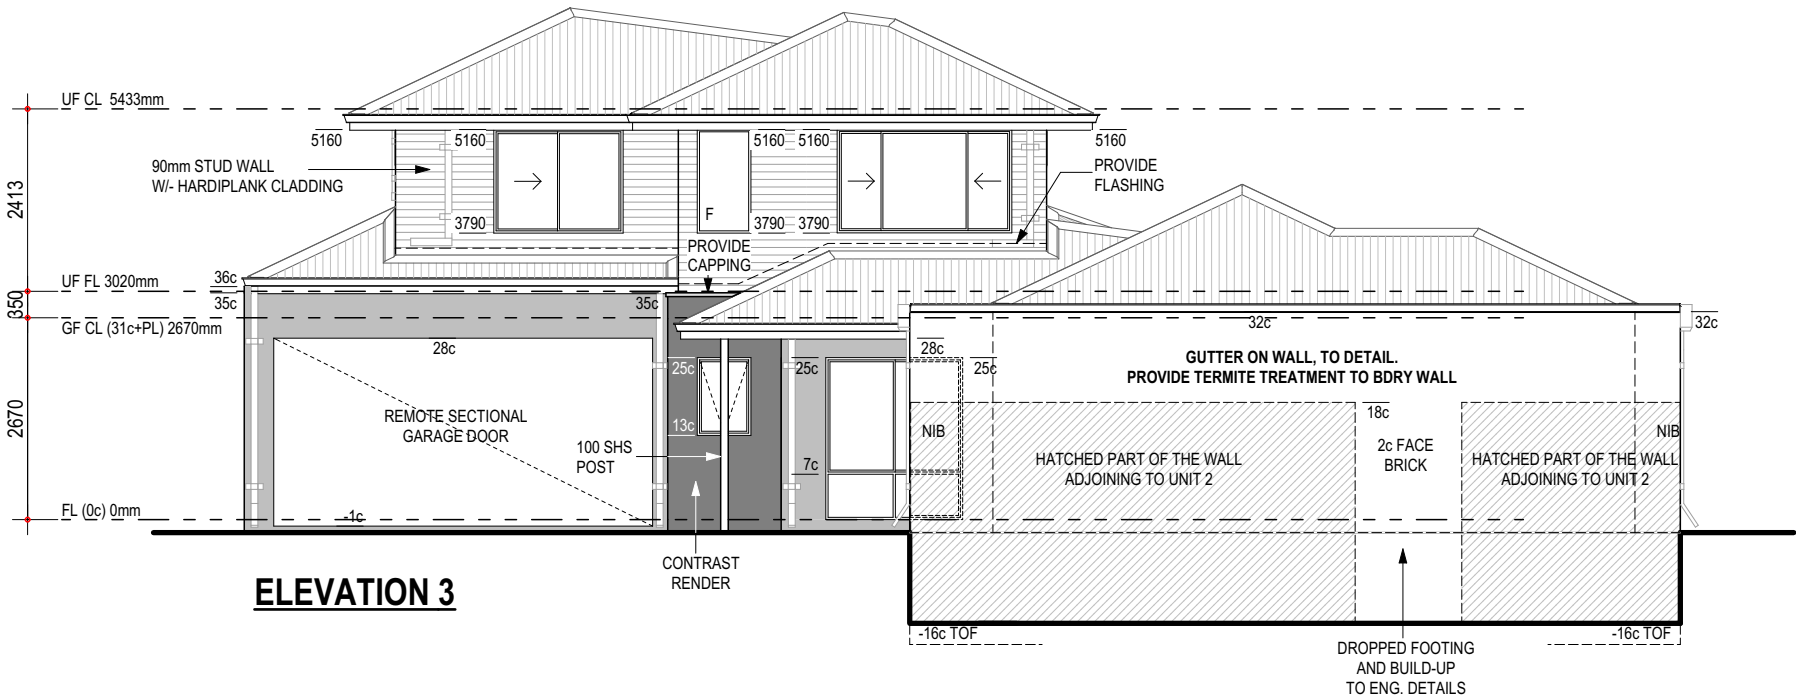 UF CL 5433mm
5160
5160
5160
5160
5160
90mm STUD WALL
W/- HARDIPLANK CLADDING
PROVIDE
FLASHING
2413
F
3790
3790
3790
PROVIDE
CAPPING
UF FL 3020mm
36c
35c
35c
350
GF CL (31c+PL) 2670mm
32c
32c
28c
28c
25c
25c
25c
GUTTER ON WALL, TO DETAIL.
PROVIDE TERMITE TREATMENT TO BDRY WALL
2670
REMOTE SECTIONAL
GARAGE DOOR
13c
18c
NIB
NIB
100 SHS
POST
7c
2c FACE
BRICK
HATCHED PART OF THE WALL
ADJOINING TO UNIT 2
HATCHED PART OF THE WALL
ADJOINING TO UNIT 2
FL (0c) 0mm
-1c
CONTRAST
RENDER
ELEVATION 3
-16c TOF
-16c TOF
DROPPED FOOTING
AND BUILD-UP
TO ENG. DETAILS